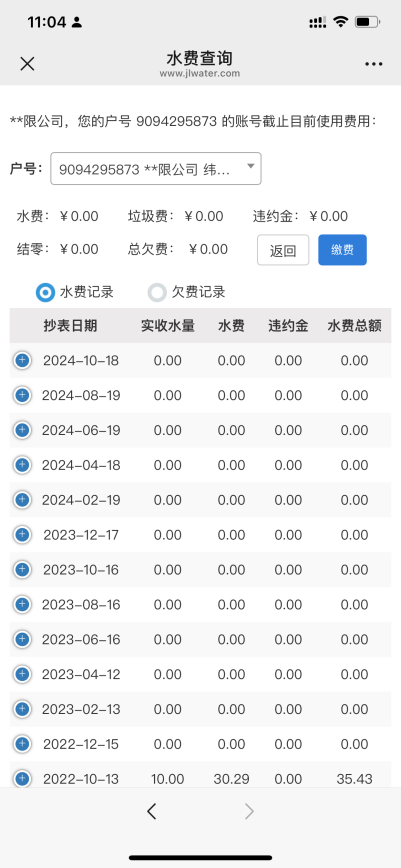 11:04
水费查询
www.jlwater.com
**限公司，您的户号 9094295873 的账号截止目前使用费用：
户号： 9094295873 **限公司 纬...
水费：￥0.00 垃圾费：￥0.00 违约金：￥0.00
结零：￥0.00 总欠费： ￥0.00 返回 缴费
水费记录 欠费记录
抄表日期 实收水量 水费 违约金 水费总额
2024-10-18 0.00 0.00 0.00 0.00
2024-08-19 0.00 0.00 0.00 0.00
2024-06-19 0.00 0.00 0.00 0.00
2024-04-18 0.00 0.00 0.00 0.00
2024-02-19 0.00 0.00 0.00 0.00
2023-12-17 0.00 0.00 0.00 0.00
2023-10-16 0.00 0.00 0.00 0.00
2023-08-16 0.00 0.00 0.00 0.00
2023-06-16 0.00 0.00 0.00 0.00
2023-04-12 0.00 0.00 0.00 0.00
2023-02-13 0.00 0.00 0.00 0.00
2022-12-15 0.00 0.00 0.00 0.00
2022-10-13 10.00 30.29 0.00 35.43